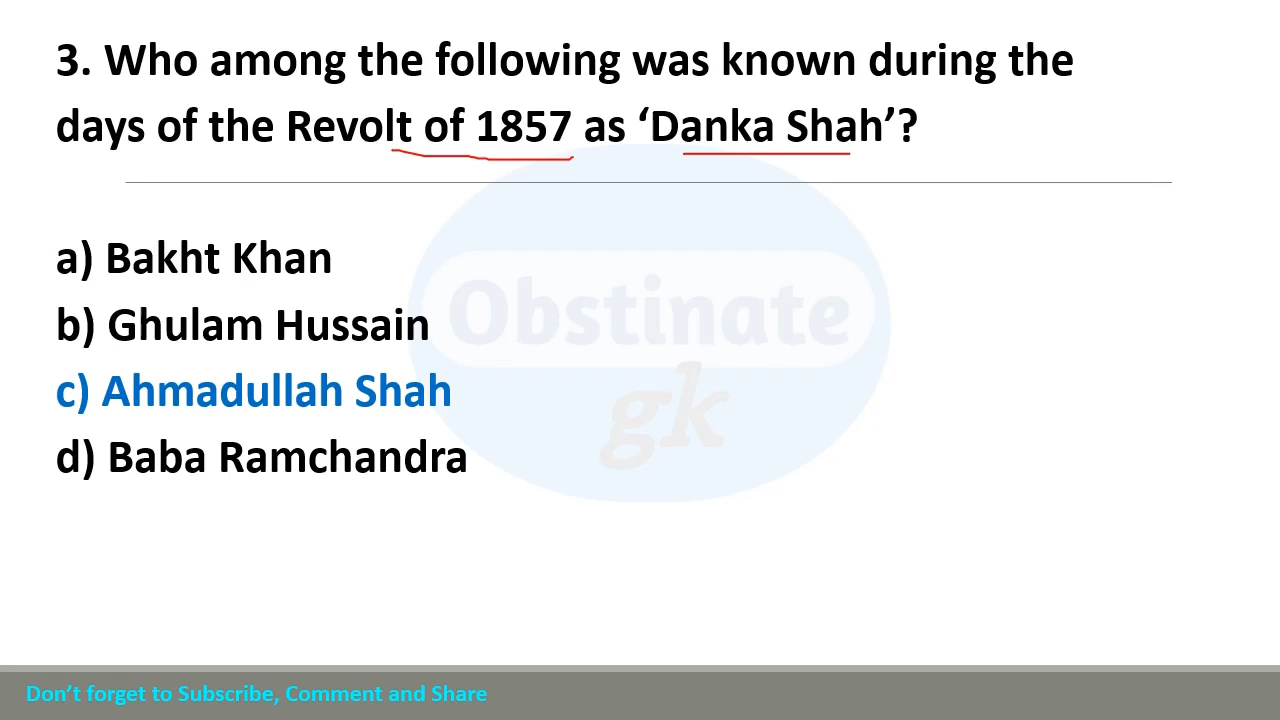 3. Who among the following was known during the
days of the Revolt of 1857 as ‘Danka Shah’?
a) Bakht Khan
b) Ghulam Hussain
c) Ahmadullah Shah
d) Baba Ramchandra
Obstinate
gk
Don’t forget to Subscribe, Comment and Share